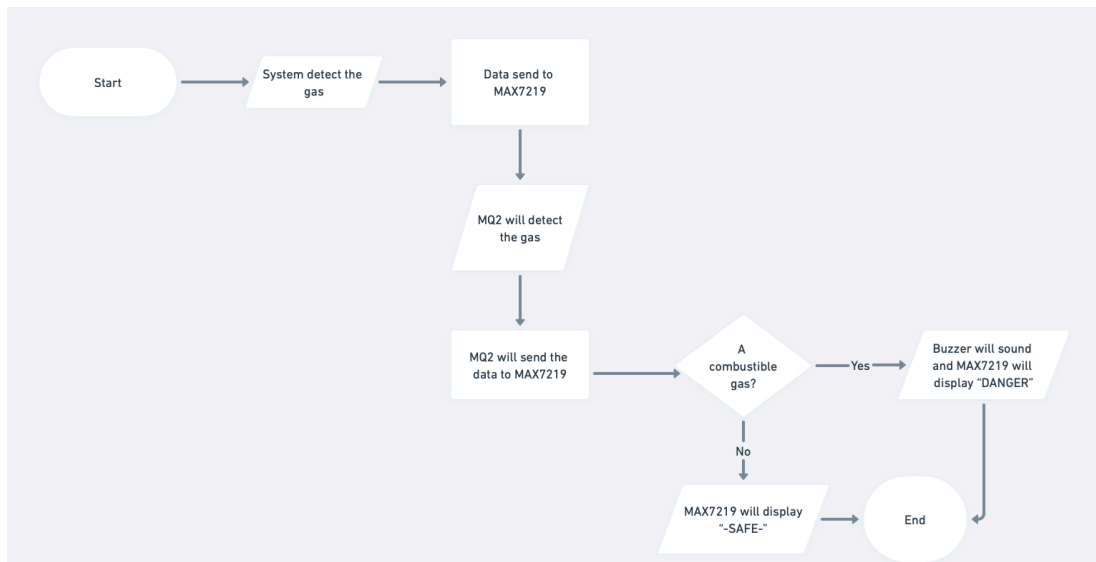 Start
System detect the
gas
Data send to
MAX7219
MQ2 will detect
the gas
MQ2 will send the
data to MAX7219
A
combustible
gas?
Yes
Buzzer will sound
and MAX7219 will
display “DANGER”
No
MAX7219 will display
“-SAFE-”
End